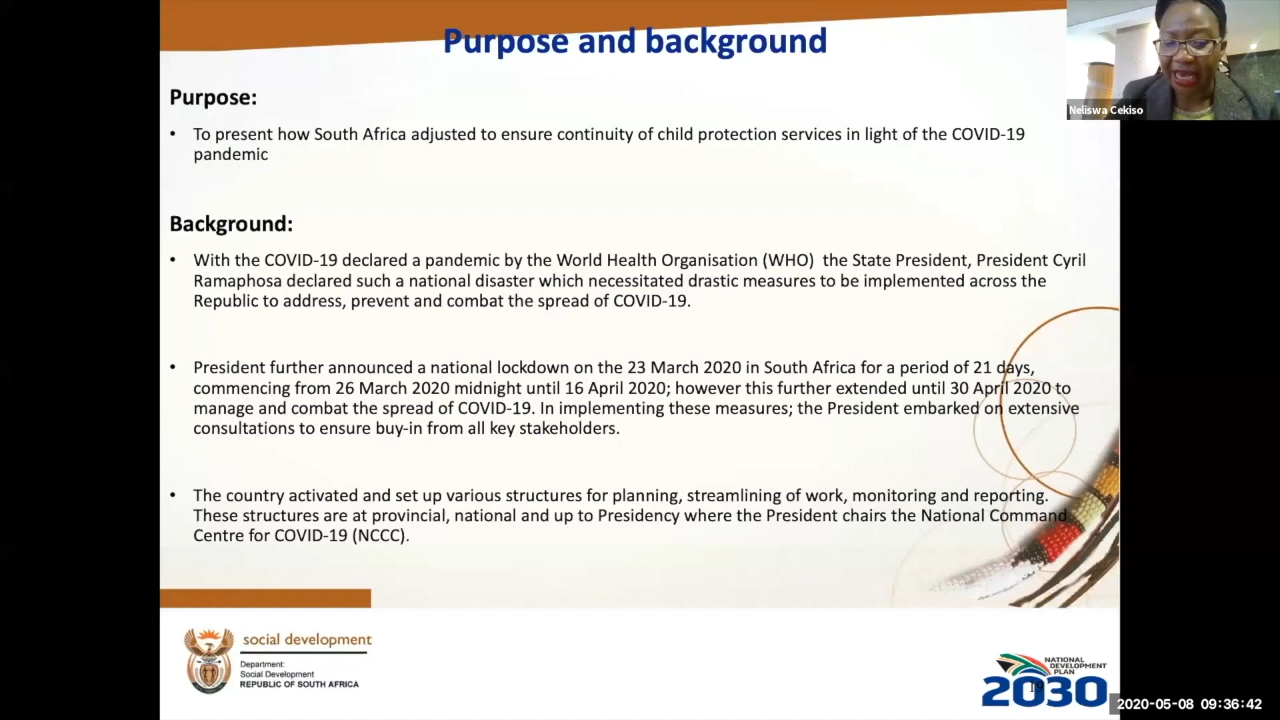 Purpose and background
Neliswa Cekiso
Purpose:
• To present how South Africa adjusted to ensure continuity of child protection services in light of the COVID-19
pandemic
Background:
• With the COVID-19 declared a pandemic by the World Health Organisation (WHO)  the State President, President Cyril
Ramaphosa declared such a national disaster which necessitated drastic measures to be implemented across the
Republic to address, prevent and combat the spread of COVID-19.
• President further announced a national lockdown on the 23 March 2020 in South Africa for a period of 21 days,
commencing from 26 March 2020 midnight until 16 April 2020; however this further extended until 30 April 2020 to
manage and combat the spread of COVID-19. In implementing these measures; the President embarked on extensive
consultations to ensure buy-in from all key stakeholders.
• The country activated and set up various structures for planning, streamlining of work, monitoring and reporting.
These structures are at provincial, national and up to Presidency where the President chairs the National Command
Centre for COVID-19 (NCCC).
social development
Department:
Social Development
REPUBLIC OF SOUTH AFRICA
NATIONAL
DEVELOPMENT
PLAN
2030
2020-05-08 09:36:42